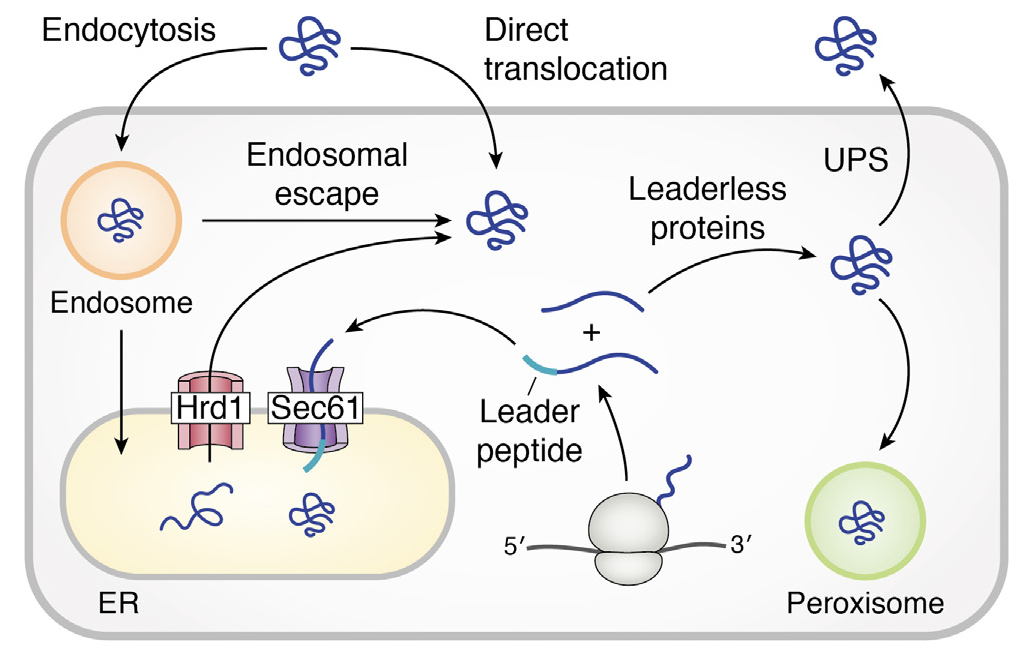 Endocytosis
Direct
translocation
UPS
Endosomal
escape
Leaderless
proteins
Endosome
+
Hrd1
Sec61
Leader
peptide
5′
3′
ER
Peroxisome